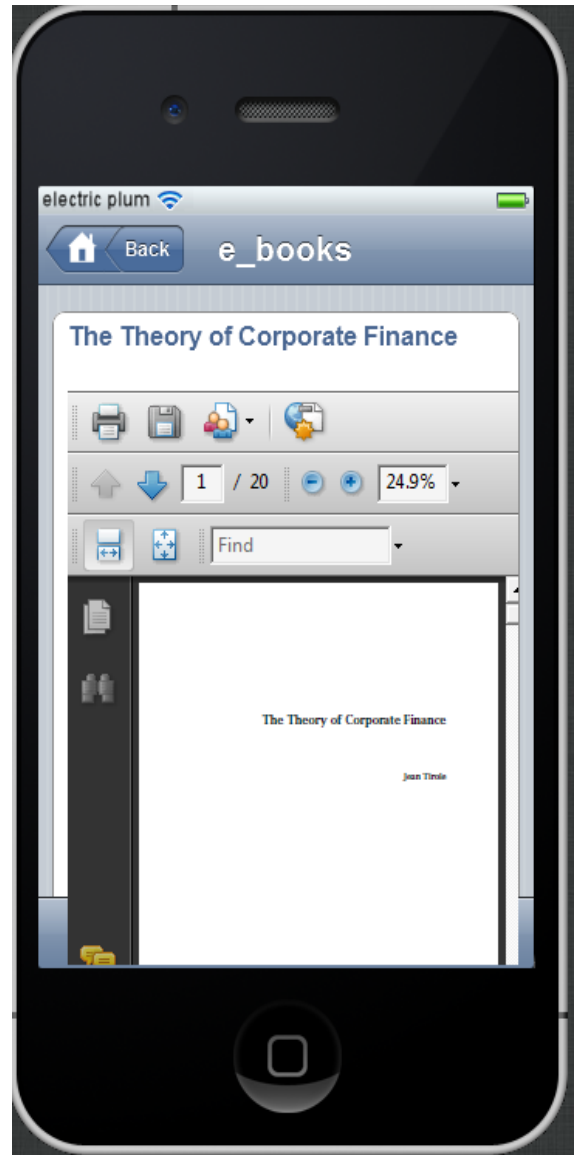 electric plum
Back e_books
The Theory of Corporate Finance
1 / 20 24.9%
Find
The Theory of Corporate Finance
Jean Tirole